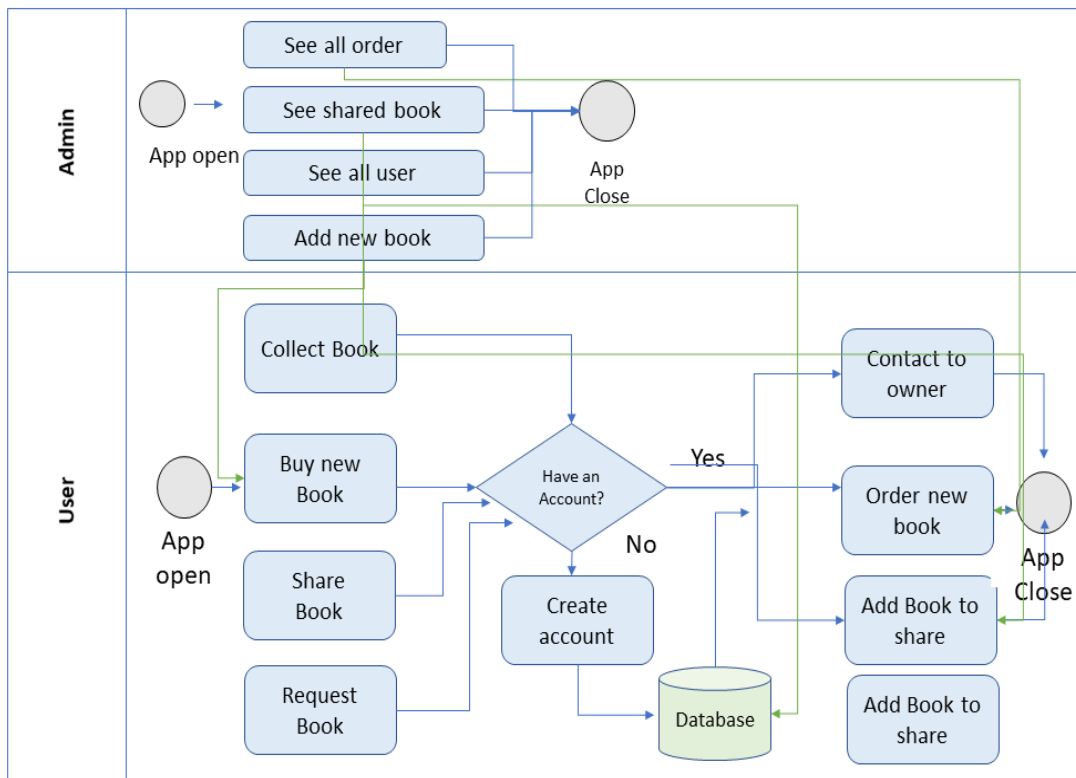 Admin
See all order
App open
See shared book
See all user
Add new book
App
Close
User
Collect Book
Buy new
Book
Share
Book
Request
Book
App
open
Have an
Account?
Yes
No
Create
account
Database
Contact to
owner
Order new
book
Add Book to
share
Add Book to
share
App
Close